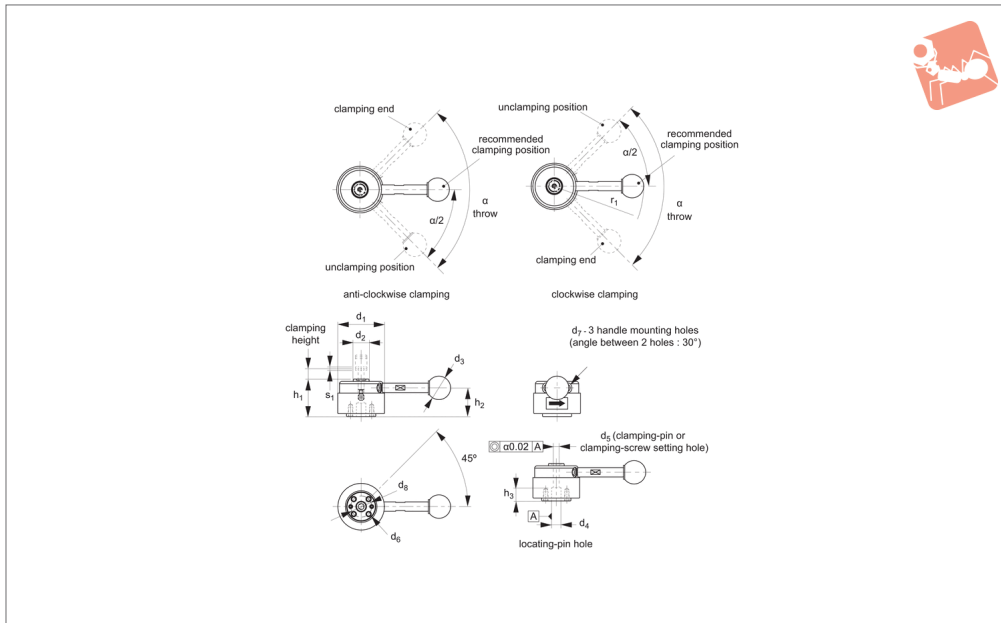 clamping end
recommended
clamping position
α
throw
α/2
unclamping position
anti-clockwise clamping
unclamping position
recommended
clamping position
α/2
r₁
α
throw
clamping end
clockwise clamping
clamping
height
d₁
d₂
d₃
h₁
s₁
h₂
d₇ - 3 handle mounting holes
(angle between 2 holes : 30°)
45º
d₈
d₆
◎ α0.02 A
d₅ (clamping-pin or
clamping-screw setting hole)
h₃
A
d₄
locating-pin hole